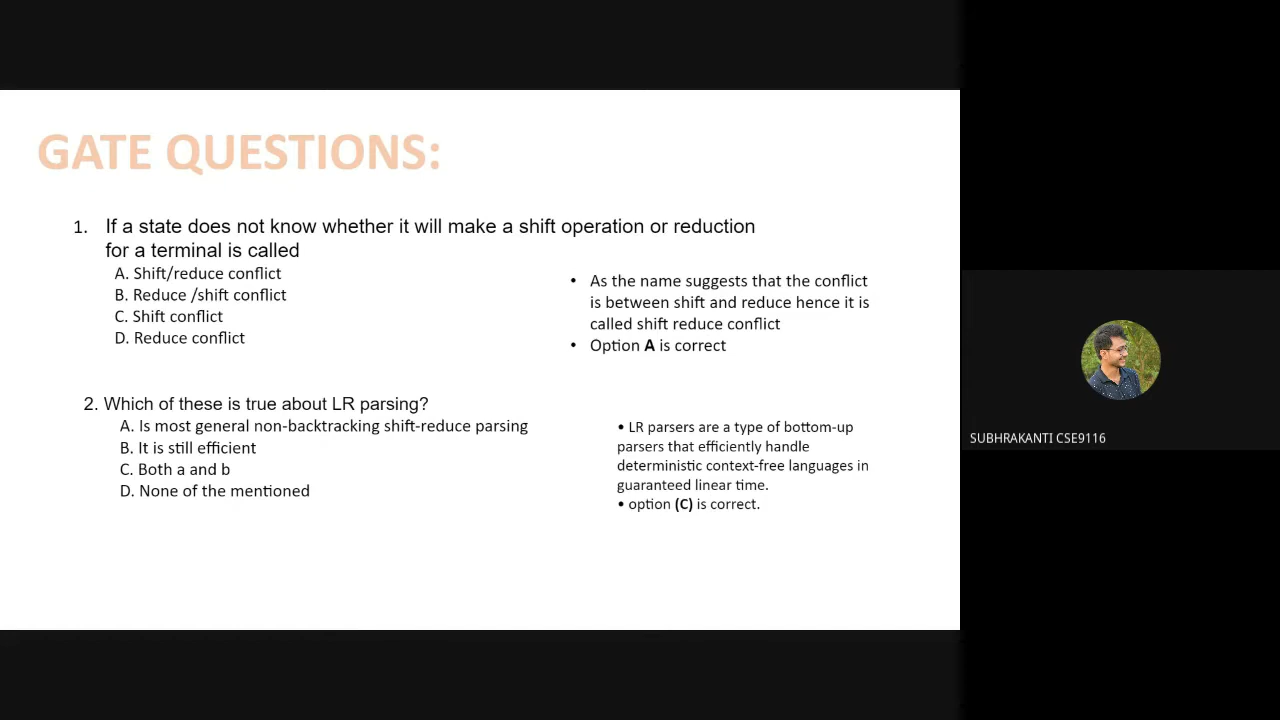 GATE QUESTIONS:
1. If a state does not know whether it will make a shift operation or reduction
for a terminal is called
A. Shift/reduce conflict
B. Reduce /shift conflict
C. Shift conflict
D. Reduce conflict
• As the name suggests that the conflict
is between shift and reduce hence it is
called shift reduce conflict
• Option A is correct
2. Which of these is true about LR parsing?
A. Is most general non-backtracking shift-reduce parsing
B. It is still efficient
C. Both a and b
D. None of the mentioned
• LR parsers are a type of bottom-up
parsers that efficiently handle
deterministic context-free languages in
guaranteed linear time.
• option (C) is correct.
SUBHRAKANTI CSE9116